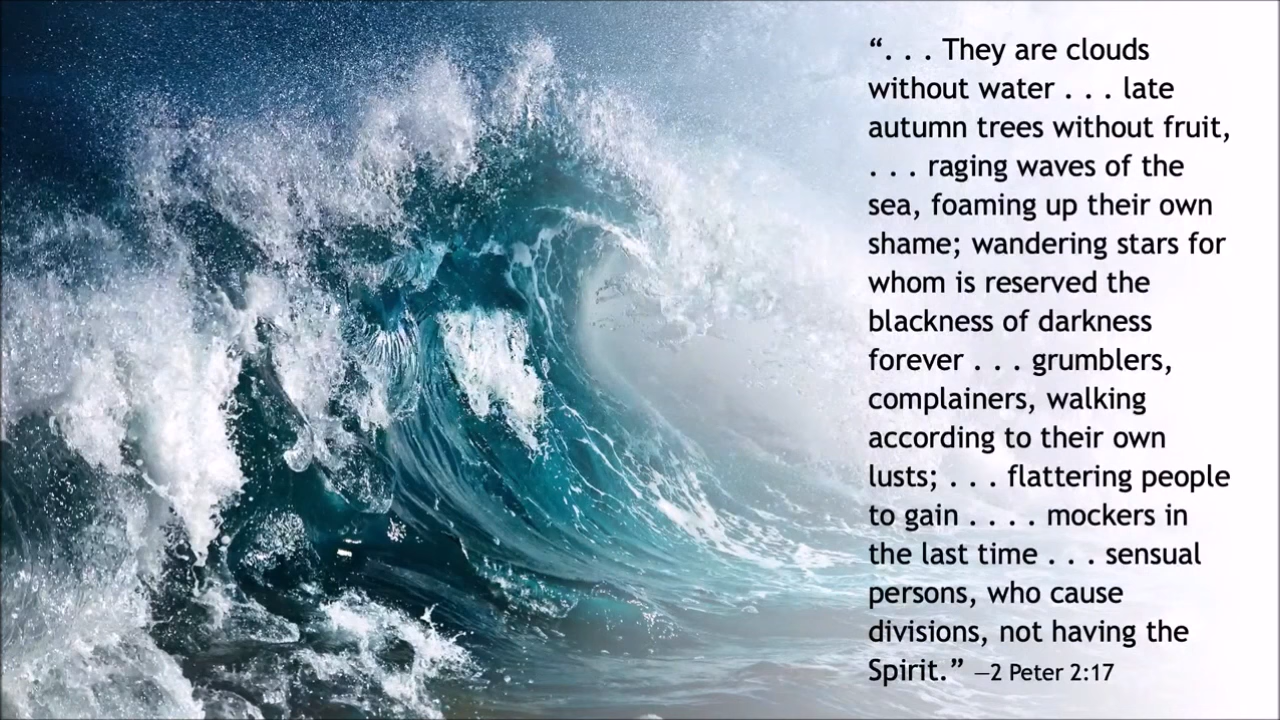 “. . . They are clouds
without water . . . late
autumn trees without fruit,
. . . raging waves of the
sea, foaming up their own
shame; wandering stars for
whom is reserved the
blackness of darkness
forever . . . grumblers,
complainers, walking
according to their own
lusts; . . . flattering people
to gain . . . . mockers in
the last time . . . sensual
persons, who cause
divisions, not having the
Spirit.” —2 Peter 2:17